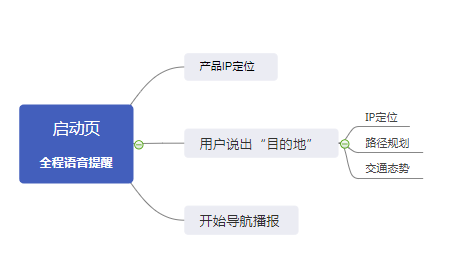 启动页
全程语音提醒
产品IP定位
用户说出“目的地”
IP定位
路径规划
交通态势
开始导航播报